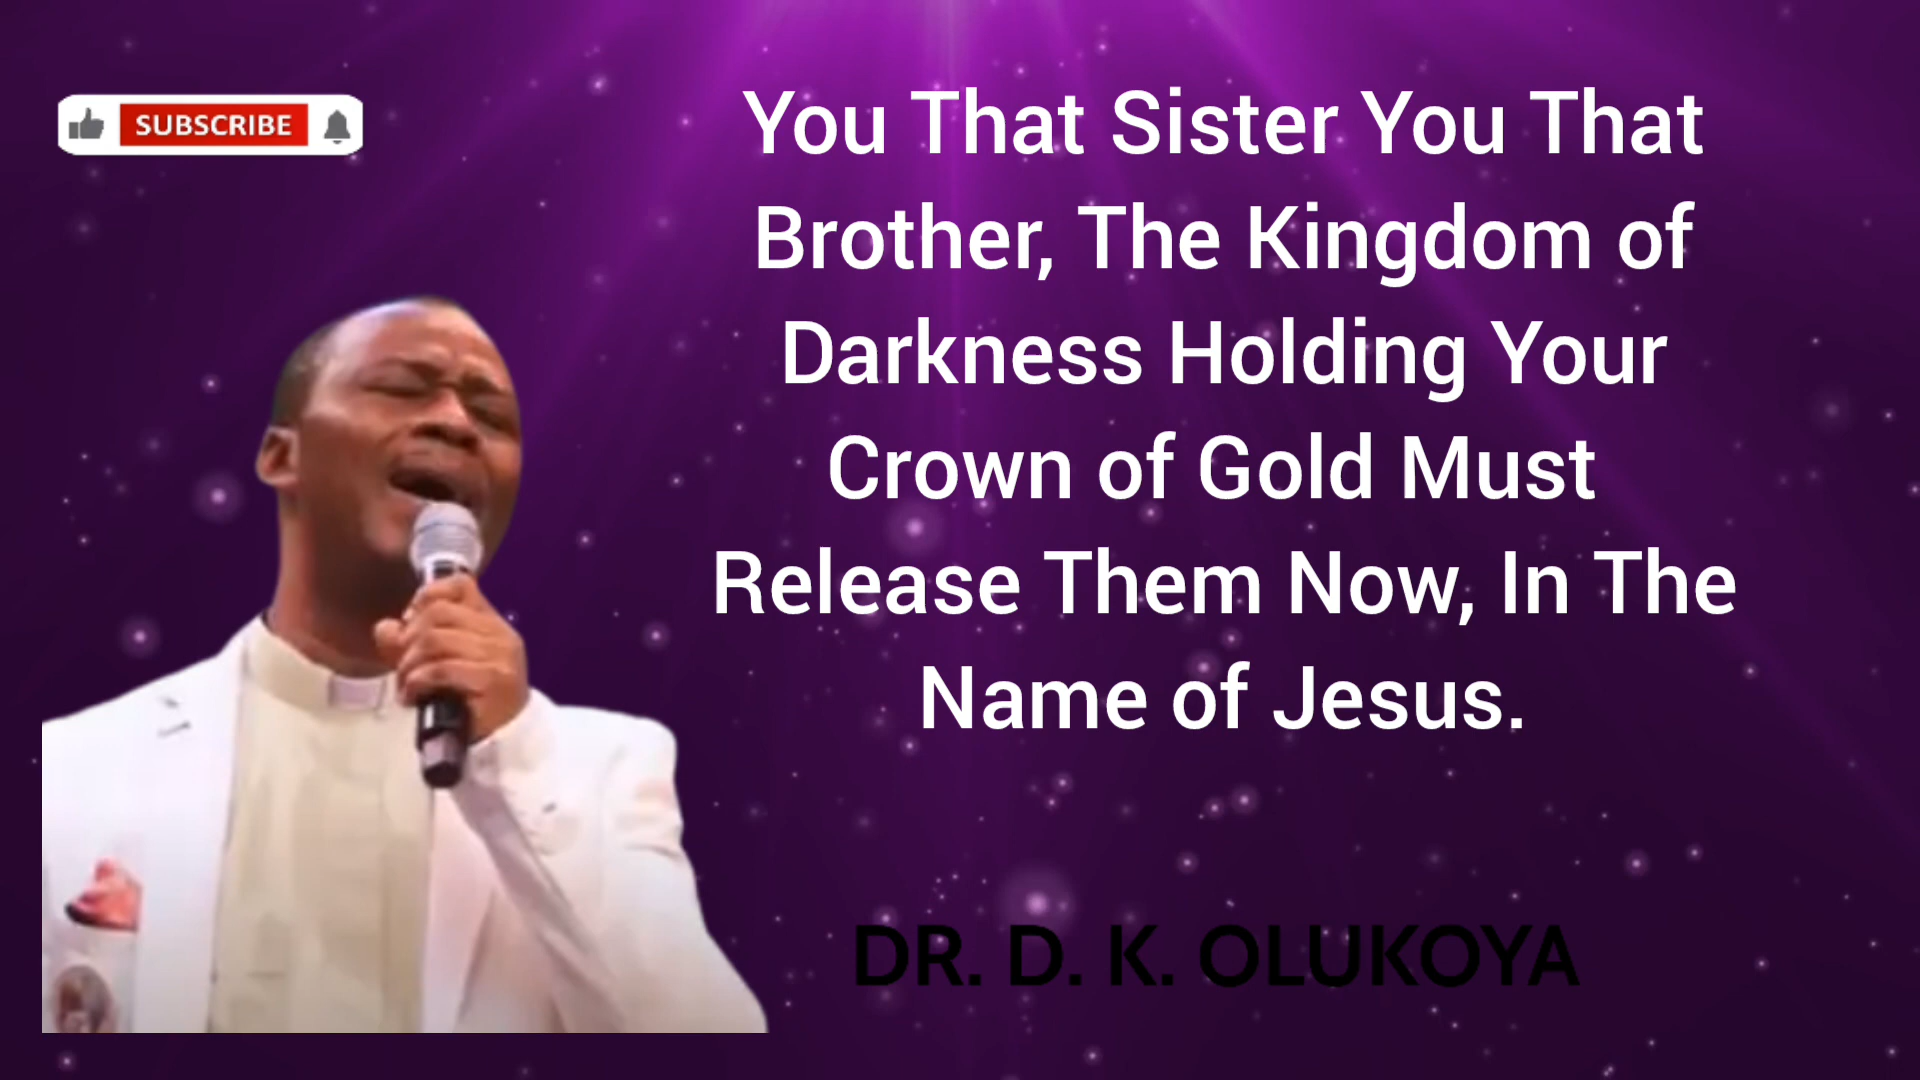 SUBSCRIBE
You That Sister You That
Brother, The Kingdom of
Darkness Holding Your
Crown of Gold Must
Release Them Now, In The
Name of Jesus.
DR. D. K. OLUKOYA